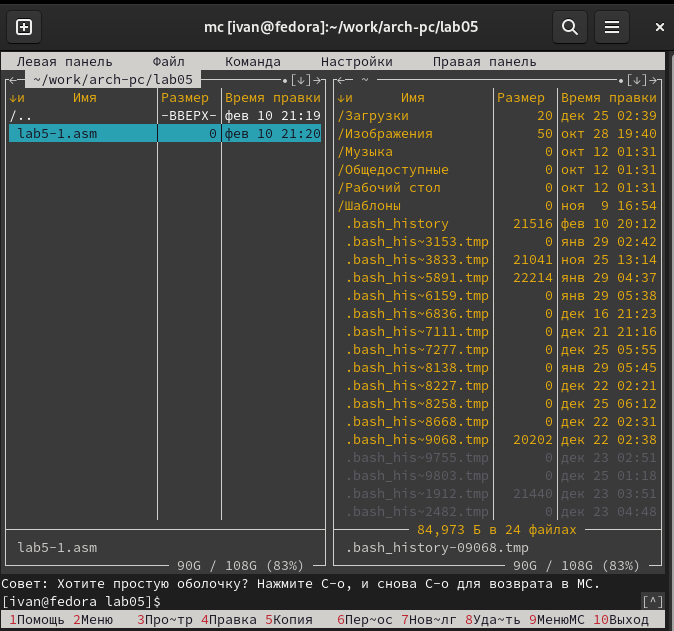 mc [ivan@fedora]:~/work/arch-pc/lab05
Левая панель Файл Команда Настройки Правая панель
~/work/arch-pc/lab05 [↓]
↓и Имя Размер Время правки
/.. -ВВЕРХ- фев 10 21:19
lab5-1.asm 0 фев 10 21:20
lab5-1.asm
90G / 108G (83%)
~ [↓]
↓и Имя Размер Время правки
/Загрузки 20 дек 25 02:39
/Изображения 50 окт 28 19:40
/Музыка 0 окт 12 01:31
/Общедоступные 0 окт 12 01:31
/Рабочий стол 0 окт 12 01:31
/Шаблоны 0 ноя 9 16:54
.bash_history 21516 фев 10 20:12
.bash_his~3153.tmp 0 янв 29 02:42
.bash_his~3833.tmp 21041 ноя 25 13:14
.bash_his~5891.tmp 22214 янв 29 04:37
.bash_his~6159.tmp 0 янв 29 05:38
.bash_his~6836.tmp 0 дек 16 21:23
.bash_his~7111.tmp 0 дек 21 21:16
.bash_his~7277.tmp 0 дек 25 05:55
.bash_his~8138.tmp 0 янв 29 05:45
.bash_his~8227.tmp 0 дек 22 02:21
.bash_his~8258.tmp 0 дек 25 06:12
.bash_his~8668.tmp 0 дек 22 02:31
.bash_his~9068.tmp 20202 дек 22 02:38
.bash_his~9755.tmp 0 дек 23 02:51
.bash_his~9803.tmp 0 дек 25 01:18
.bash_his~1912.tmp 21440 дек 23 03:51
.bash_his~2482.tmp 0 дек 23 04:48
84,973 Б в 24 файлах
.bash_history-09068.tmp
90G / 108G (83%)
Совет: Хотите простую оболочку? Нажмите C-o, и снова C-o для возврата в MC.
[ivan@fedora lab05]$ [^]
1Помощь 2Меню 3Про~тр 4Правка 5Копия 6Пер~ос 7Нов~лг 8Уда~ть 9МенюMC 10Выход